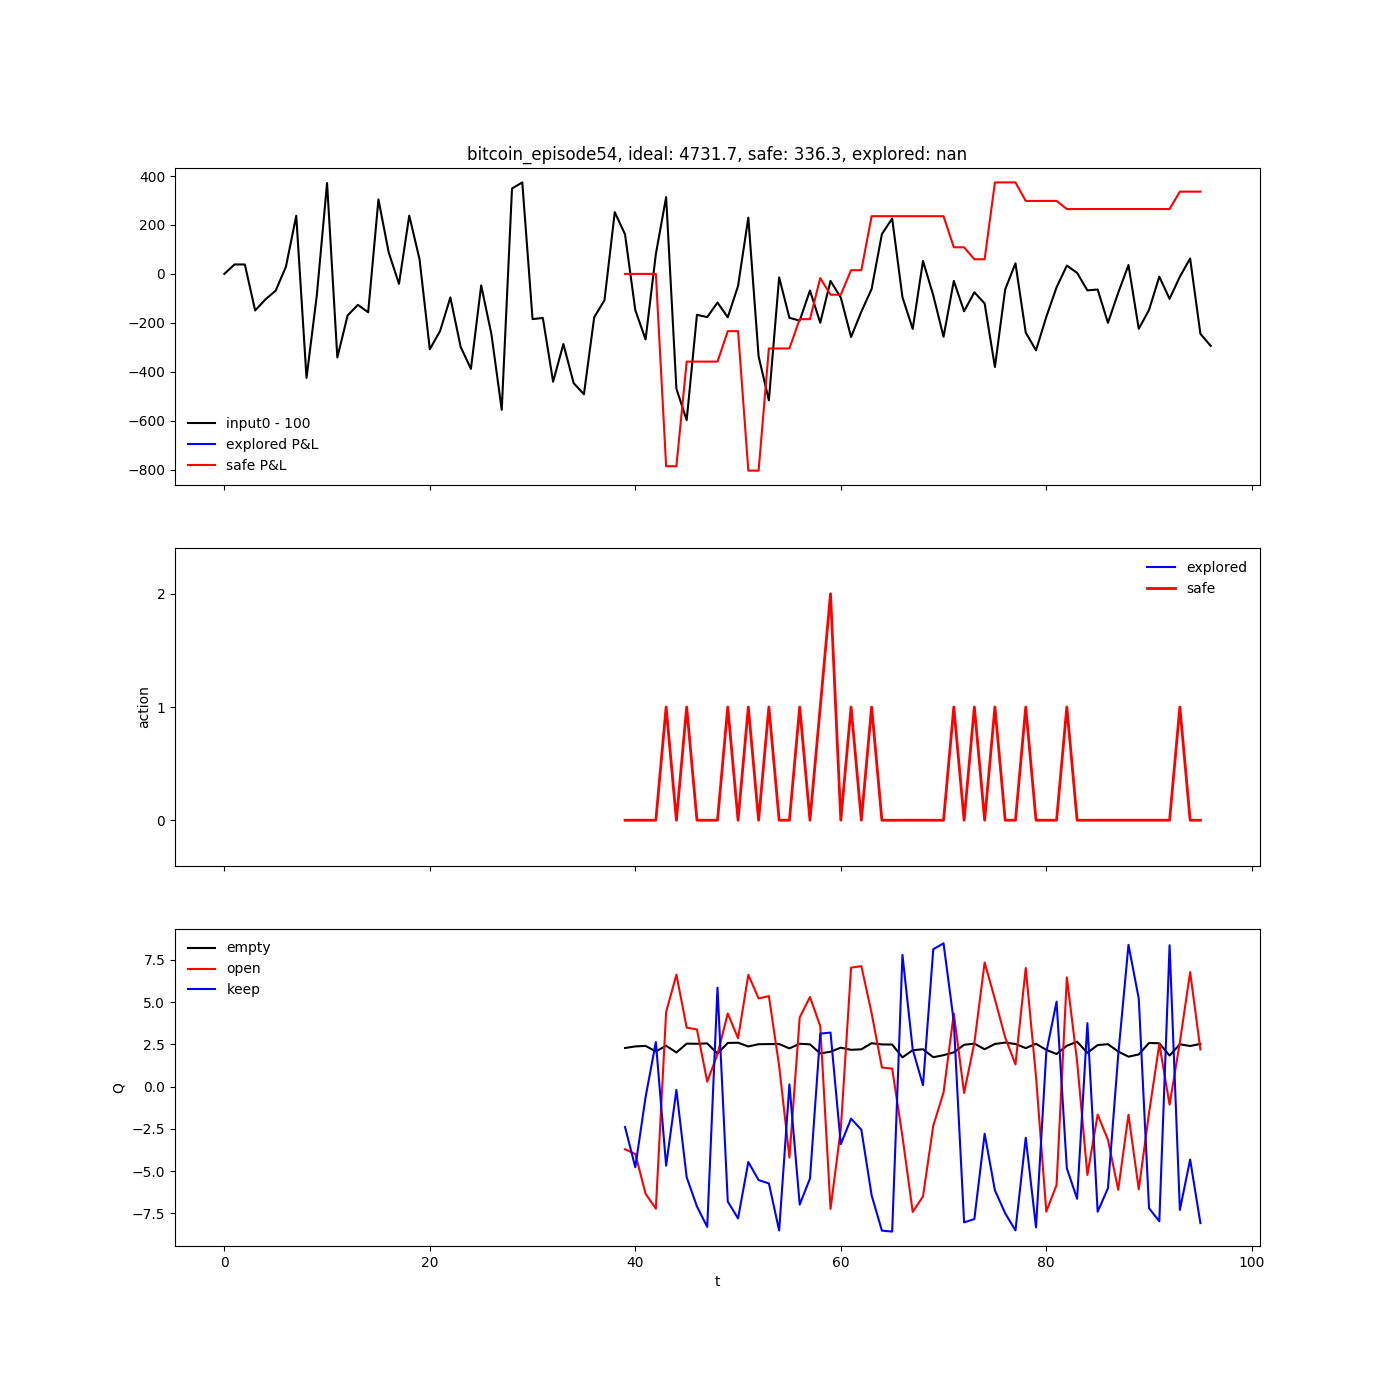 bitcoin_episode54, ideal: 4731.7, safe: 336.3, explored: nan
400
200
0
−200
−400
−600
−800
input0 - 100
explored P&L
safe P&L
action
2
1
0
explored
safe
Q
7.5
5.0
2.5
0.0
−2.5
−5.0
−7.5
empty
open
keep
0
20
40
60
80
100
t